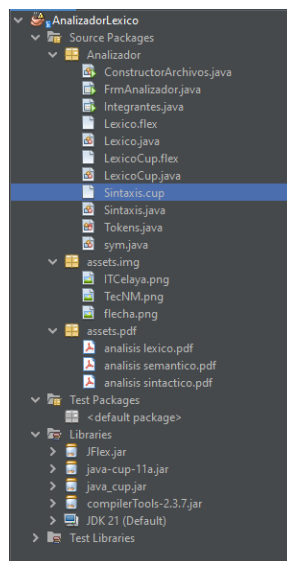 AnalizadorLexico
Source Packages
Analizador
ConstructorArchivos.java
FrmAnalizador.java
Integrantes.java
Lexico.flex
Lexico.java
LexicoCup.flex
LexicoCup.java
Sintaxis.cup
Sintaxis.java
Tokens.java
sym.java
assets.img
ITCelaya.png
TecNM.png
flecha.png
assets.pdf
analisis lexico.pdf
analisis semantico.pdf
analisis sintactico.pdf
Test Packages
<default package>
Libraries
JFlex.jar
java-cup-11a.jar
java_cup.jar
compilerTools-2.3.7.jar
JDK 21 (Default)
Test Libraries